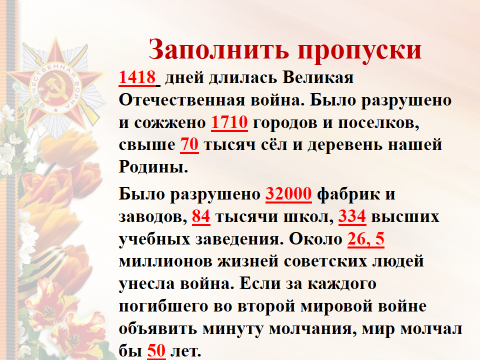 Заполнить пропуски
1418 дней длилась Великая
Отечественная война. Было разрушено
и сожжено 1710 городов и поселков,
свыше 70 тысяч сёл и деревень нашей
Родины.
Было разрушено 32000 фабрик и
заводов, 84 тысячи школ, 334 высших
учебных заведения. Около 26, 5
миллионов жизней советских людей
унесла война. Если за каждого
погибшего во второй мировой войне
объявить минуту молчания, мир молчал
бы 50 лет.